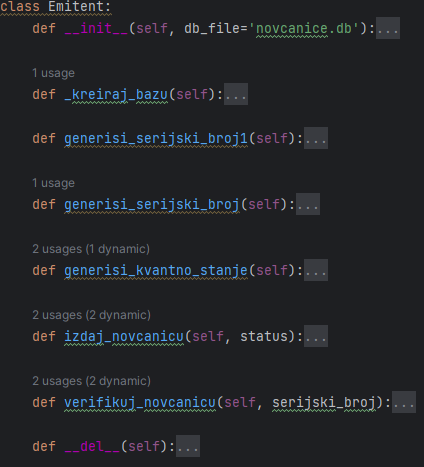 class Emitent:
def __init__(self, db_file='novcanice.db'):...
1 usage
def _kreiraj_bazu(self):...
def generisi_serijski_broj1(self):...
1 usage
def generisi_serijski_broj(self):...
2 usages (1 dynamic)
def generisi_kvantno_stanje(self):...
2 usages (2 dynamic)
def izdaj_novcanicu(self, status):...
2 usages (2 dynamic)
def verifikuj_novcanicu(self, serijski_broj):...
def __del__(self):...